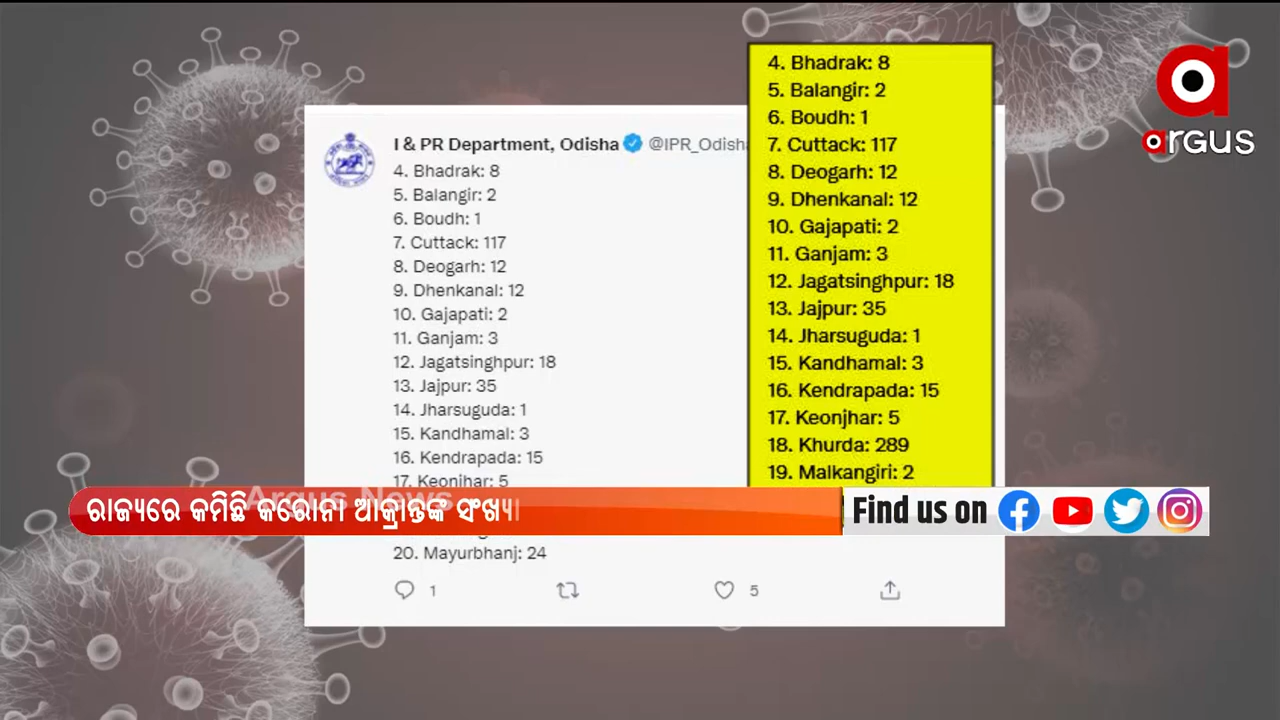 I & PR Department, Odisha @IPR_Odisha
4. Bhadrak: 8
5. Balangir: 2
6. Boudh: 1
7. Cuttack: 117
8. Deogarh: 12
9. Dhenkanal: 12
10. Gajapati: 2
11. Ganjam: 3
12. Jagatsinghpur: 18
13. Jajpur: 35
14. Jharsuguda: 1
15. Kandhamal: 3
16. Kendrapada: 15
17. Keonjhar: 5
20. Mayurbhanj: 24
1
5
4. Bhadrak: 8
5. Balangir: 2
6. Boudh: 1
7. Cuttack: 117
8. Deogarh: 12
9. Dhenkanal: 12
10. Gajapati: 2
11. Ganjam: 3
12. Jagatsinghpur: 18
13. Jajpur: 35
14. Jharsuguda: 1
15. Kandhamal: 3
16. Kendrapada: 15
17. Keonjhar: 5
18. Khurda: 289
19. Malkangiri: 2
argus
Argus News
ରାଜ୍ୟରେ କମିଛି କରୋନା ଆକ୍ରାନ୍ତଙ୍କ ସଂଖ୍ୟା
Find us on